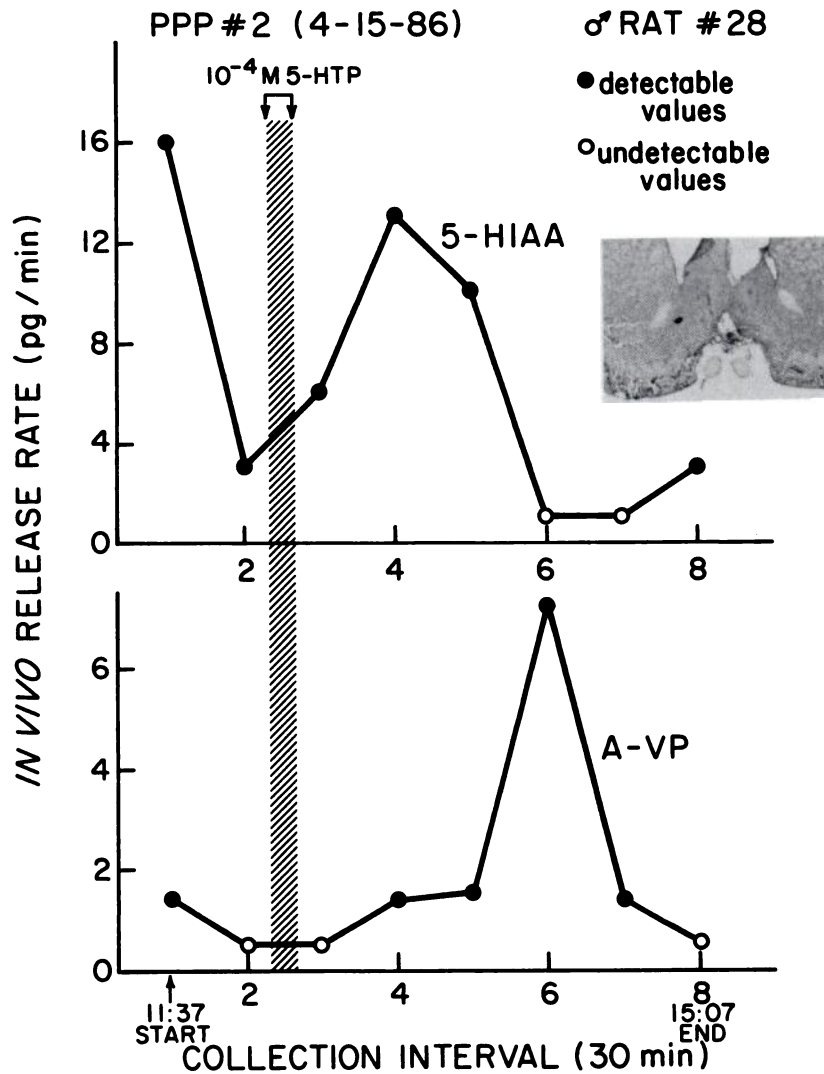 PPP #2 (4-15-86)
♂ RAT #28
10⁻⁴ M 5-HTP
● detectable
values
○ undetectable
values
16
12
8
4
0
5-HIAA
2
4
6
8
IN VIVO RELEASE RATE (pg/min)
6
4
2
0
A-VP
2
4
6
8
11:37
START
15:07
END
COLLECTION INTERVAL (30 min)